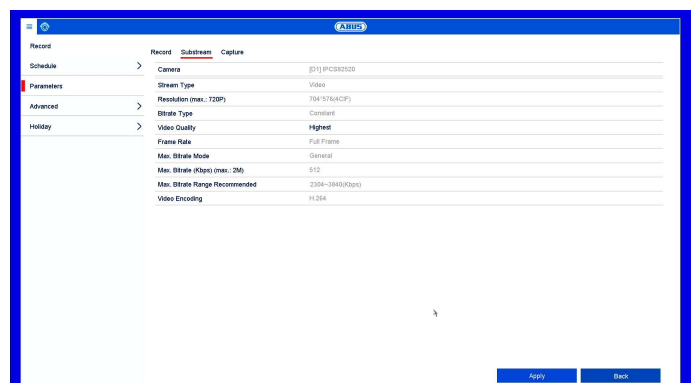 ABUS
Record
Schedule
Parameters
Advanced
Holiday
Record Substream Capture
Camera [D1] IPCS82520
Stream Type Video
Resolution (max.: 720P) 704*576(4CIF)
Bitrate Type Constant
Video Quality Highest
Frame Rate Full Frame
Max. Bitrate Mode General
Max. Bitrate (Kbps) (max.: 2M) 512
Max. Bitrate Range Recommended 2304~3840(Kbps)
Video Encoding H.264
Apply Back